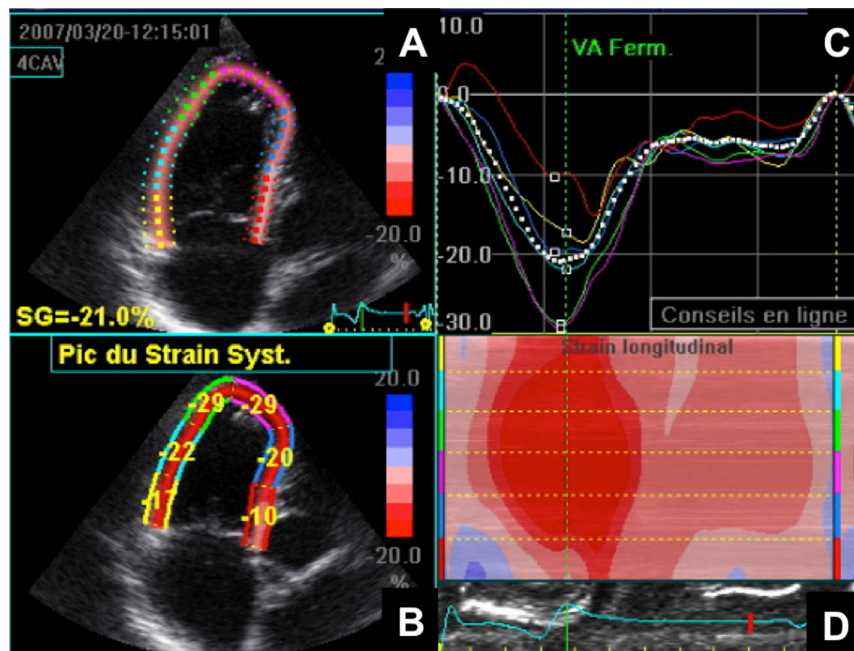 2007/03/20-12:15:01
4CAV
A
2
-20.0
%
SG=-21.0%
10.0
VA Ferm.
C
0.0
-10.0
-20.0
-30.0
Conseils en ligne
Pic du Strain Syst.
20.0
-29
-29
-22
-20
-17
-10
20.0
%
B
Strain longitudinal
D